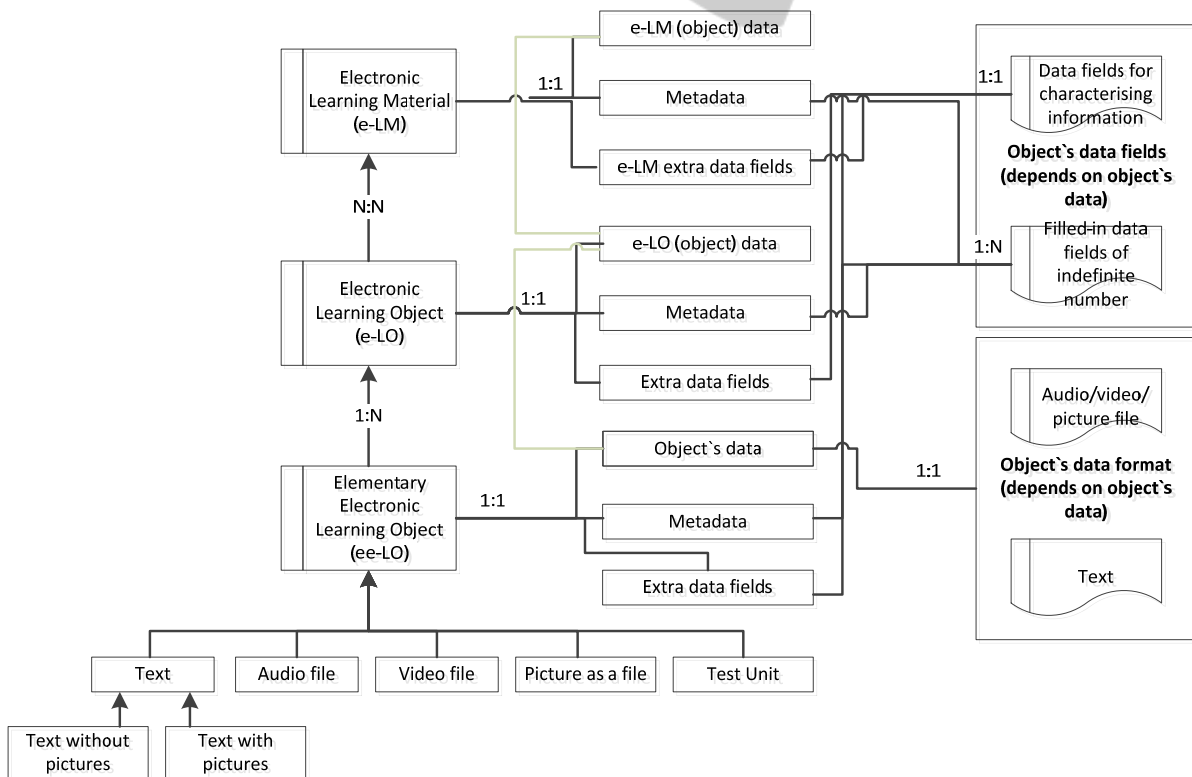 e-LM (object) data
Electronic
Learning Material
(e-LM)
1:1
Metadata
e-LM extra data fields
1:1
Data fields for
characterising
information
Object`s data fields
(depends on object`s
data)
N:N
e-LO (object) data
1:N
Filled-in data
fields of
indefinite
number
Electronic
Learning Object
(e-LO)
1:1
Metadata
Extra data fields
1:N
Audio/video/
picture file
Object`s data
1:1
Object`s data format
(depends on object`s
data)
Elementary
Electronic
Learning Object
(ee-LO)
1:1
Metadata
Extra data fields
Text
Text
Audio file
Video file
Picture as a file
Test Unit
Text without
pictures
Text with
pictures